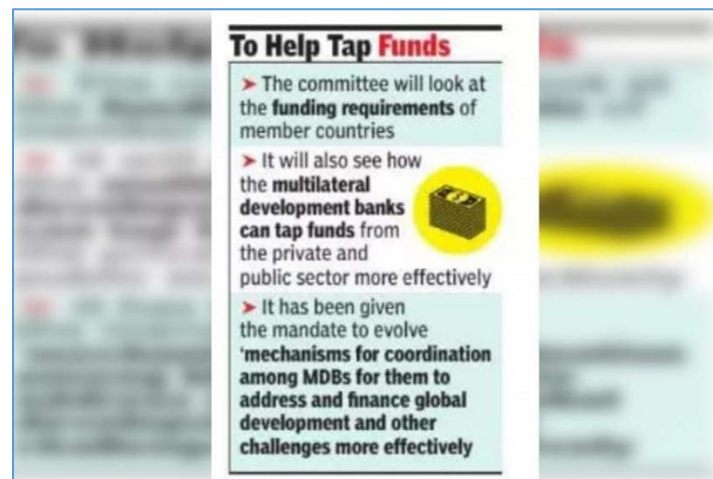 To Help Tap Funds
➤ The committee will look at
the funding requirements of
member countries
➤ It will also see how
the multilateral
development banks
can tap funds from
the private and
public sector more effectively
➤ It has been given
the mandate to evolve
'mechanisms for coordination
among MDBs for them to
address and finance global
development and other
challenges more effectively